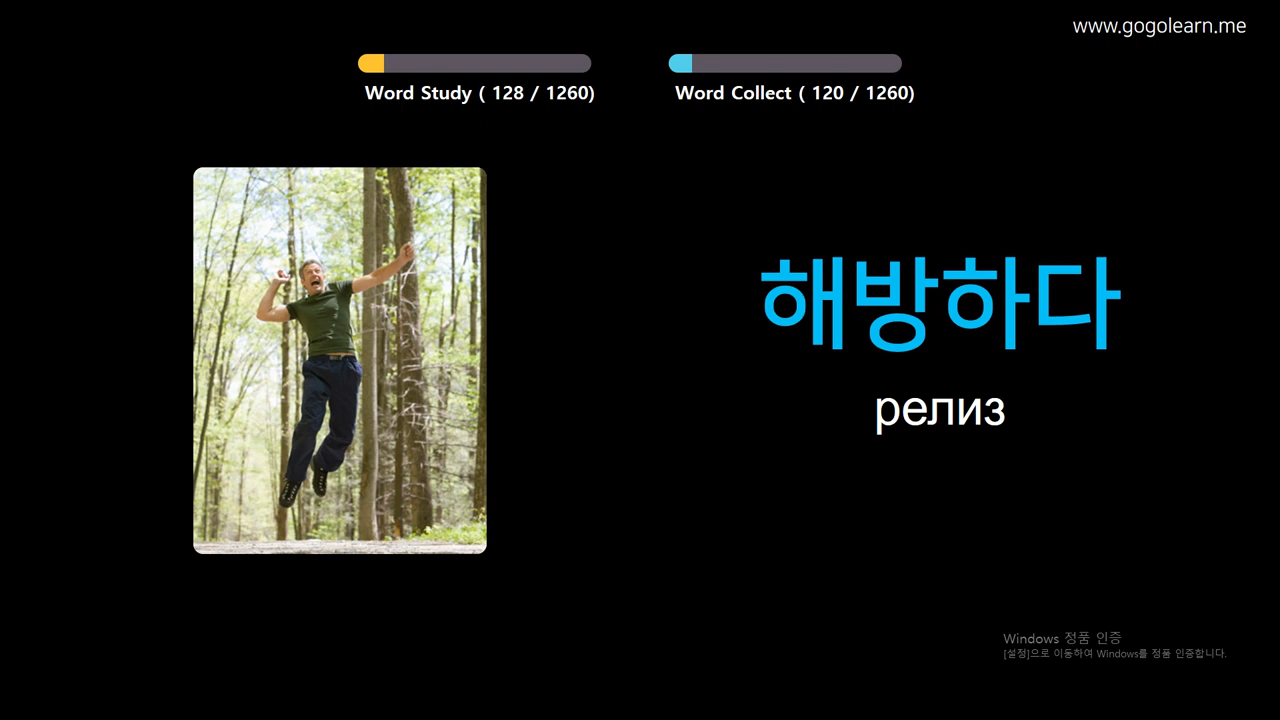 www.gogolearn.me
Word Study ( 128 / 1260)
Word Collect ( 120 / 1260)
해방하다
релиз
Windows 정품 인증
[설정]으로 이동하여 Windows를 정품 인증합니다.